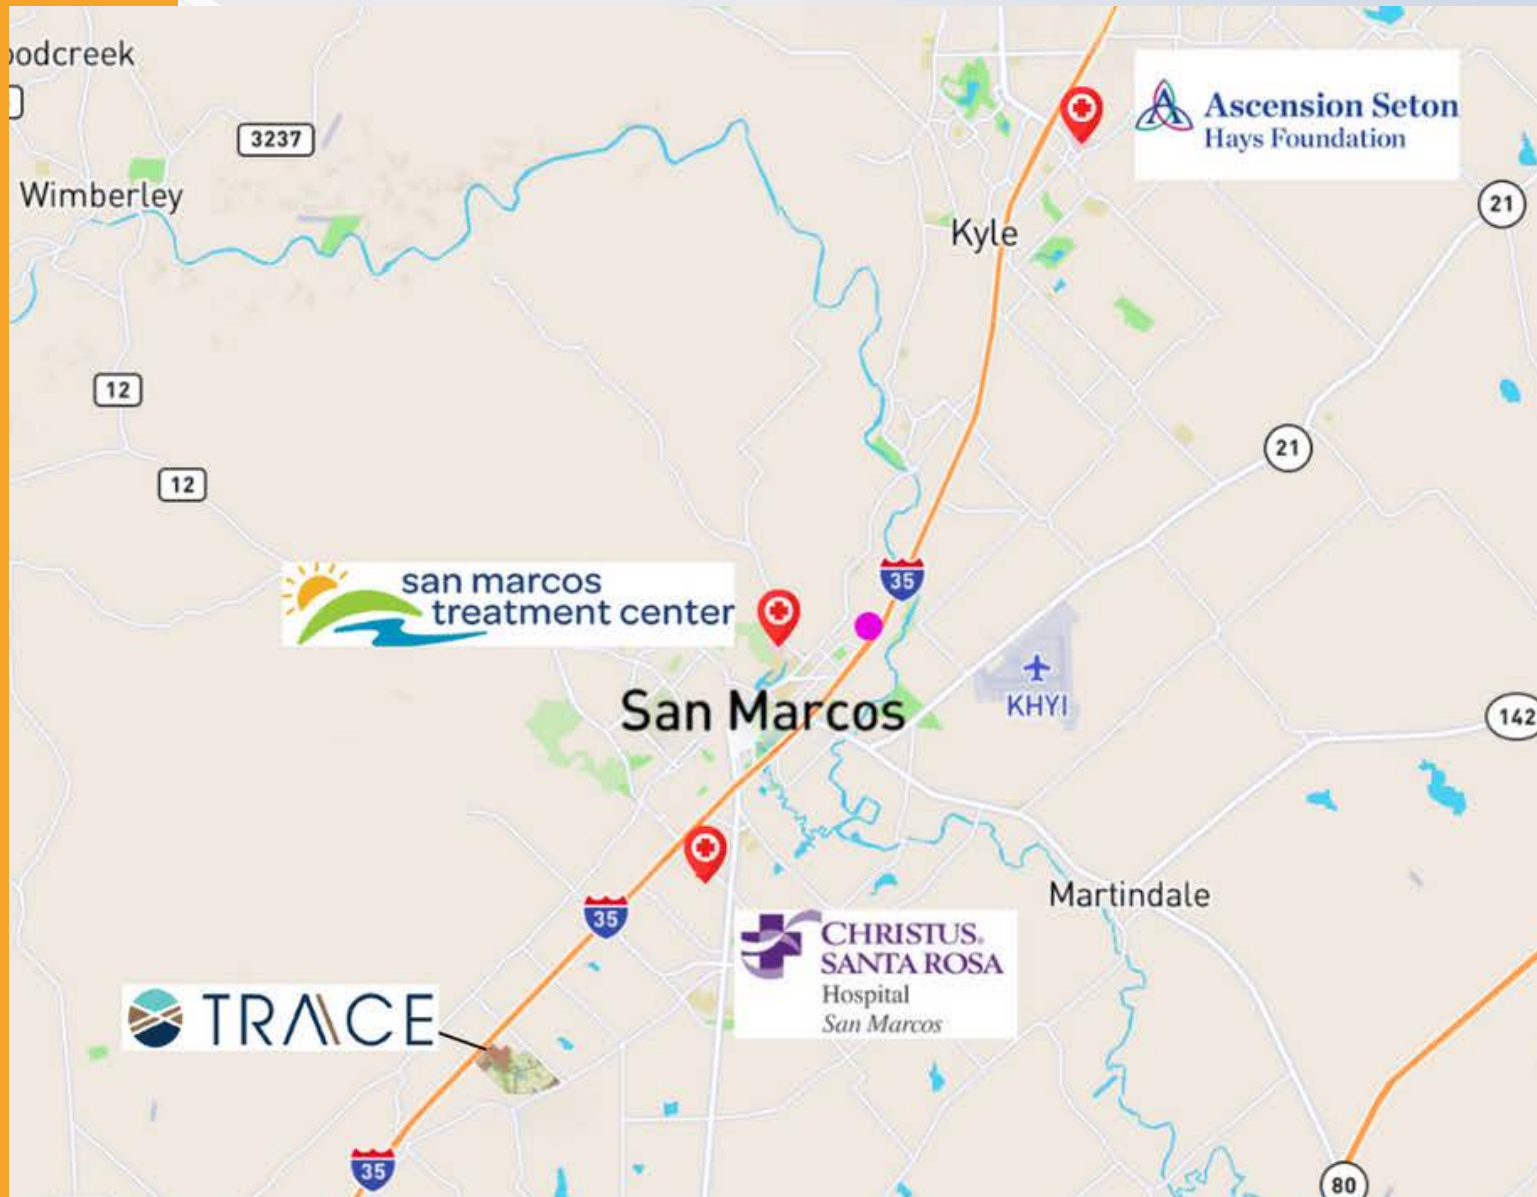 Ascension Seton
Hays Foundation
3237
Wimberley
21
Kyle
12
21
12
san marcos
treatment center
35
San Marcos
KHYI
142
Martindale
35
CHRISTUS.
SANTA ROSA
Hospital
San Marcos
TRACE
35
80